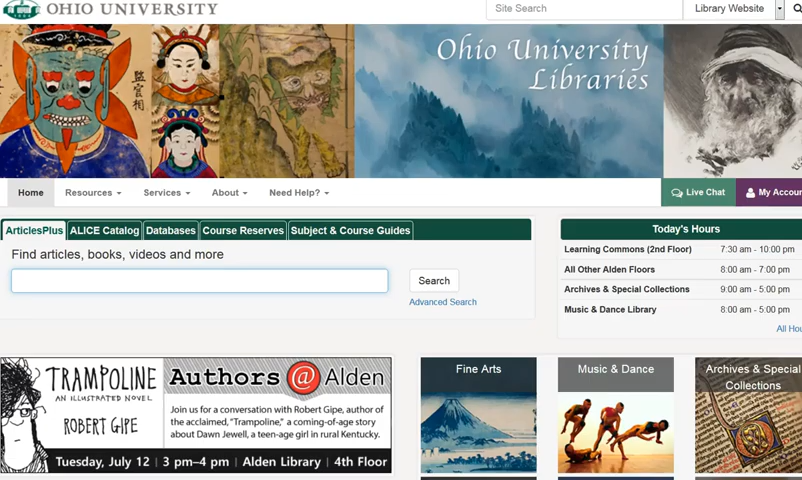 OHIO UNIVERSITY
Site Search
Library Website
監官相
Ohio University
Libraries
Home
Resources
Services
About
Need Help?
Live Chat
My Accou
ArticlesPlus
ALICE Catalog
Databases
Course Reserves
Subject & Course Guides
Find articles, books, videos and more
Search
Advanced Search
Today's Hours
Learning Commons (2nd Floor) 7:30 am - 10:00 pm
All Other Alden Floors 8:00 am - 7:00 pm
Archives & Special Collections 9:00 am - 5:00 pm
Music & Dance Library 8:00 am - 5:00 pm
All Hou
TRAMPOLINE
AN ILLUSTRATED NOVEL
ROBERT GIPE
Authors @ Alden
Join us for a conversation with Robert Gipe, author of
the acclaimed, "Trampoline," a coming-of-age story
about Dawn Jewell, a teen-age girl in rural Kentucky.
Tuesday, July 12 | 3 pm–4 pm | Alden Library | 4th Floor
Fine Arts
Music & Dance
Archives & Special
Collections